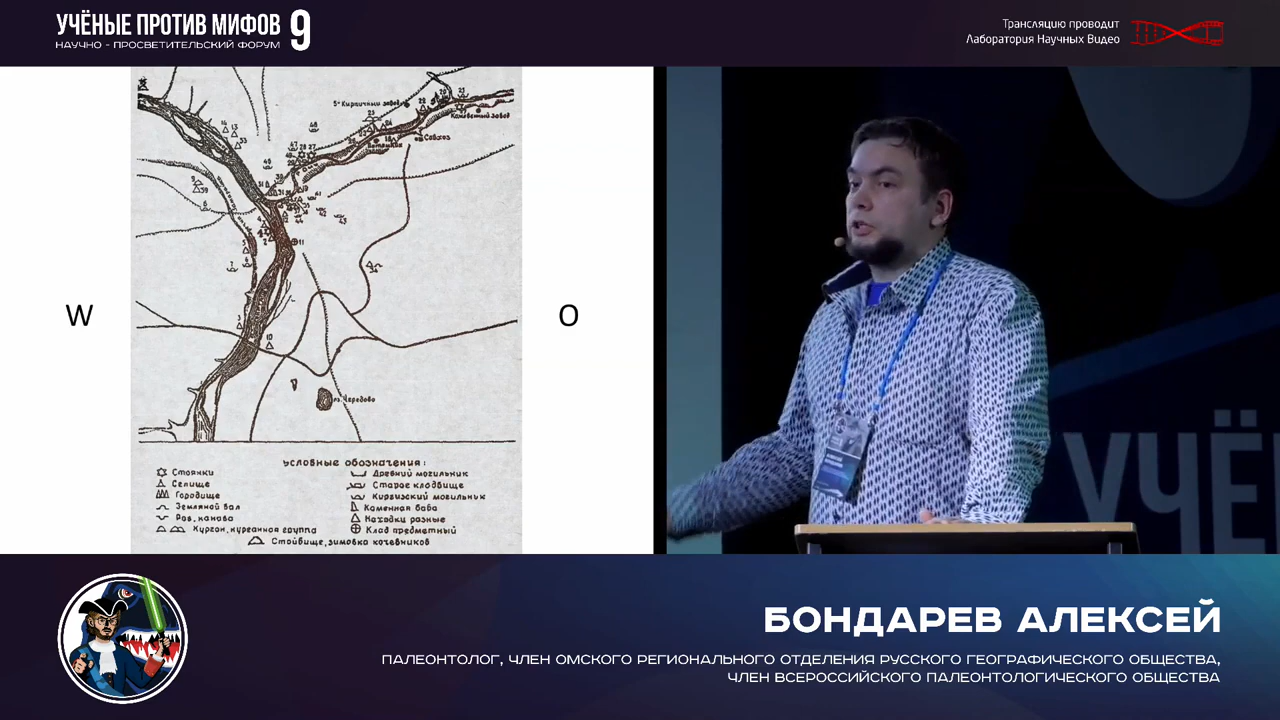 УЧЁНЫЕ ПРОТИВ МИФОВ 9
НАУЧНО - ПРОСВЕТИТЕЛЬСКИЙ ФОРУМ
Трансляцию проводит
Лаборатория Научных Видео
5й Кирпичный завод
Кожевенный завод
Совхоз
W
O
оз. Чередово
Условные обозначения:
Стоянки
Селище
Городище
Земляной вал
Ров, канава
Курган, курганная группа
Древний могильник
Старое кладбище
Киргизский могильник
Каменная баба
Находки разные
Клад предметный
Стойбище, зимовка кочевников
УЧЁ
БОНДАРЕВ АЛЕКСЕЙ
ПАЛЕОНТОЛОГ, ЧЛЕН ОМСКОГО РЕГИОНАЛЬНОГО ОТДЕЛЕНИЯ РУССКОГО ГЕОГРАФИЧЕСКОГО ОБЩЕСТВА,
ЧЛЕН ВСЕРОССИЙСКОГО ПАЛЕОНТОЛОГИЧЕСКОГО ОБЩЕСТВА